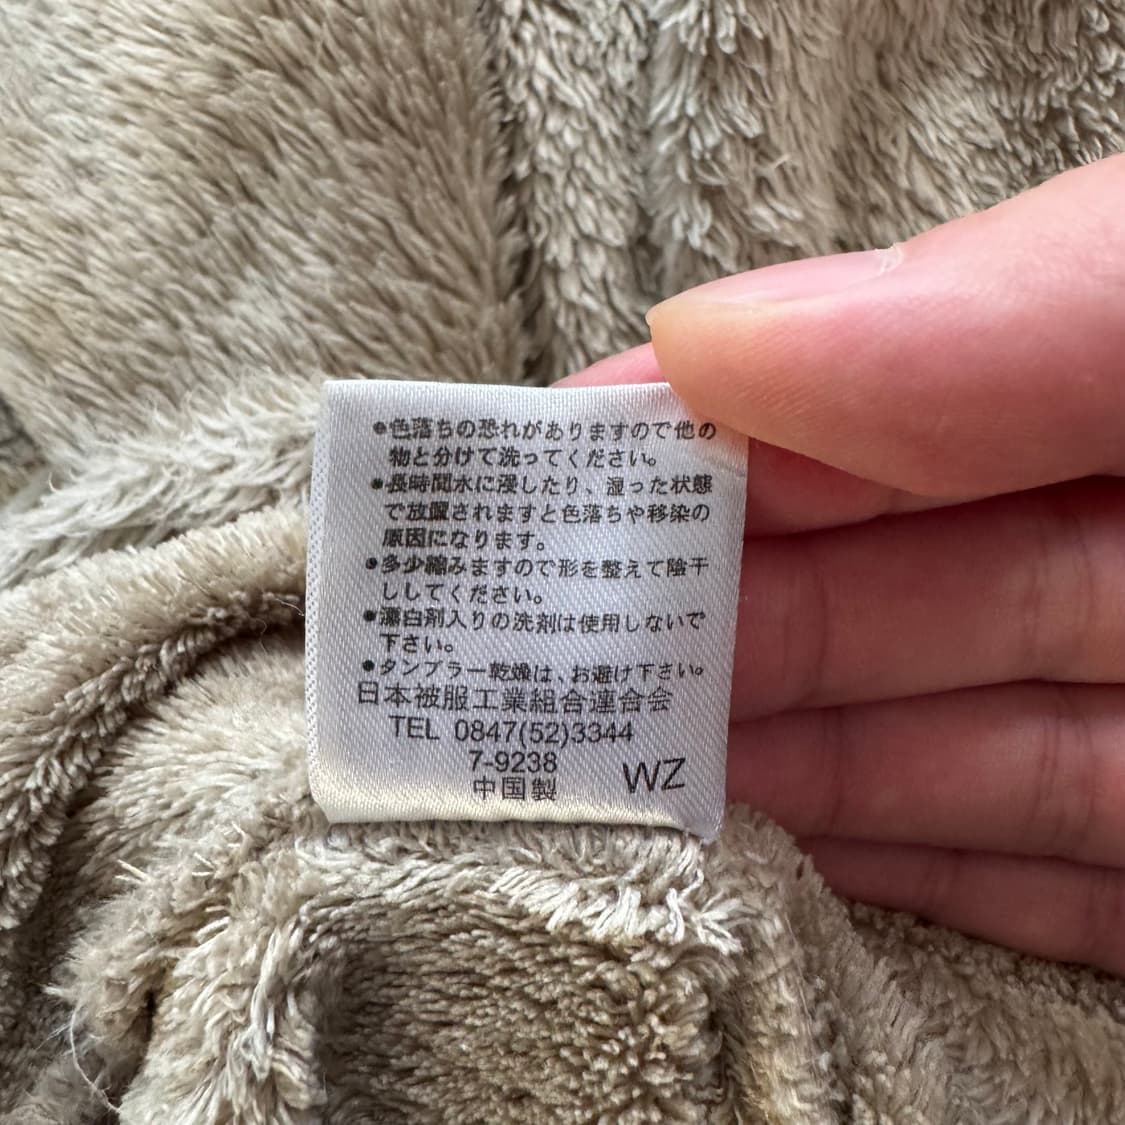 ●色落ちの恐れがありますので他の
物と分けて洗ってください。
●長時間水に浸したり、湿った状態
で放置されますと色落ちや移染の
原因になります。
●多少縮みますので形を整えて陰干
ししてください。
●漂白剤入りの洗剤は使用しないで
下さい。
●タンブラー乾燥は、お避け下さい。
日本被服工業組合連合会
TEL 0847(52)3344
7-9238
中国製 WZ